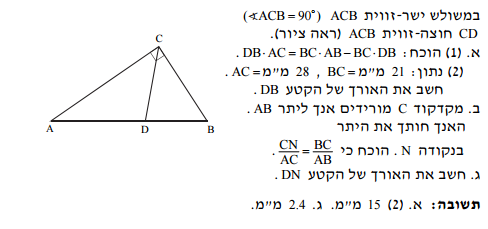 במשולש ישר-זווית ACB (∢ACB = 90°)
CD חוצה-זווית ACB (ראה ציור).
א. (1) הוכח: DB·AC = BC·AB − BC·DB.
(2) נתון: 21 מ"מ = BC, 28 מ"מ = AC.
חשב את האורך של הקטע DB.
ב. מקדקוד C מורידים אנך ליתר AB.
האנך חותך את היתר
בנקודה N. הוכח כי CN/AC = BC/AB.
ג. חשב את האורך של הקטע DN.
תשובה: א. (2) 15 מ"מ. ג. 2.4 מ"מ.
C
A
D
B